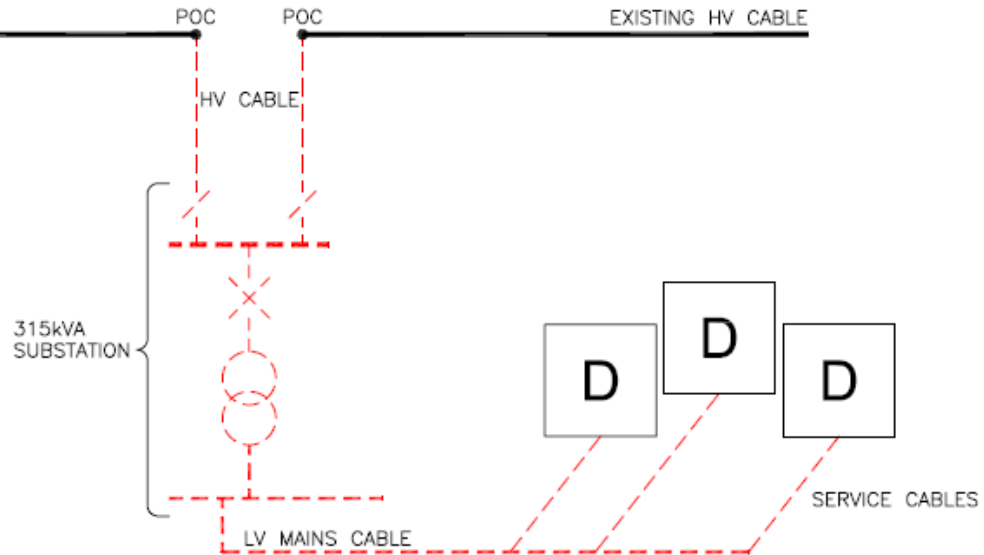 POC
POC
EXISTING HV CABLE
HV CABLE
315kVA
SUBSTATION
D
D
D
SERVICE CABLES
LV MAINS CABLE